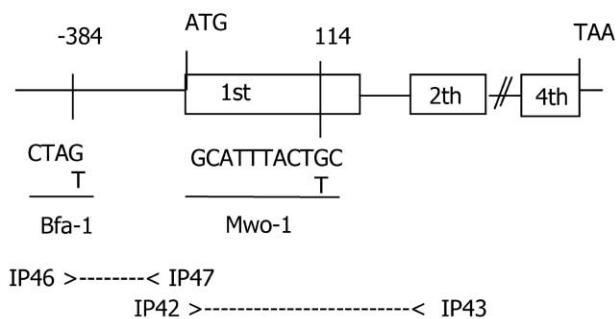 -384 ATG 114 TAA
1st 2th 4th
CTAG GCATTTACTGC
T T
Bfa-1 Mwo-1
IP46 >--------< IP47
IP42 >----------------------< IP43